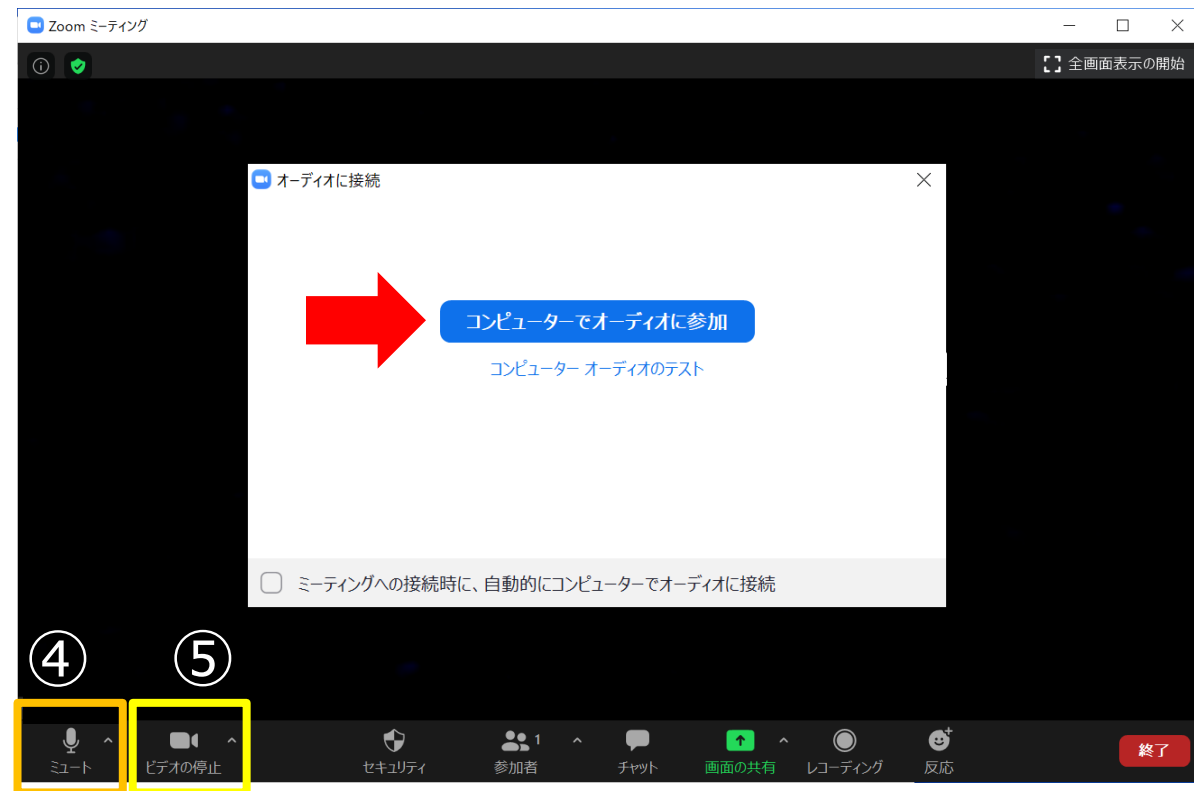 Zoom ミーティング
全画面表示の開始
オーディオに接続
コンピューターでオーディオに参加
コンピューター オーディオのテスト
ミーティングへの接続時に、自動的にコンピューターでオーディオに接続
④ ⑤
ミュート ビデオの停止 セキュリティ 参加者 1 チャット 画面の共有 レコーディング 反応 終了